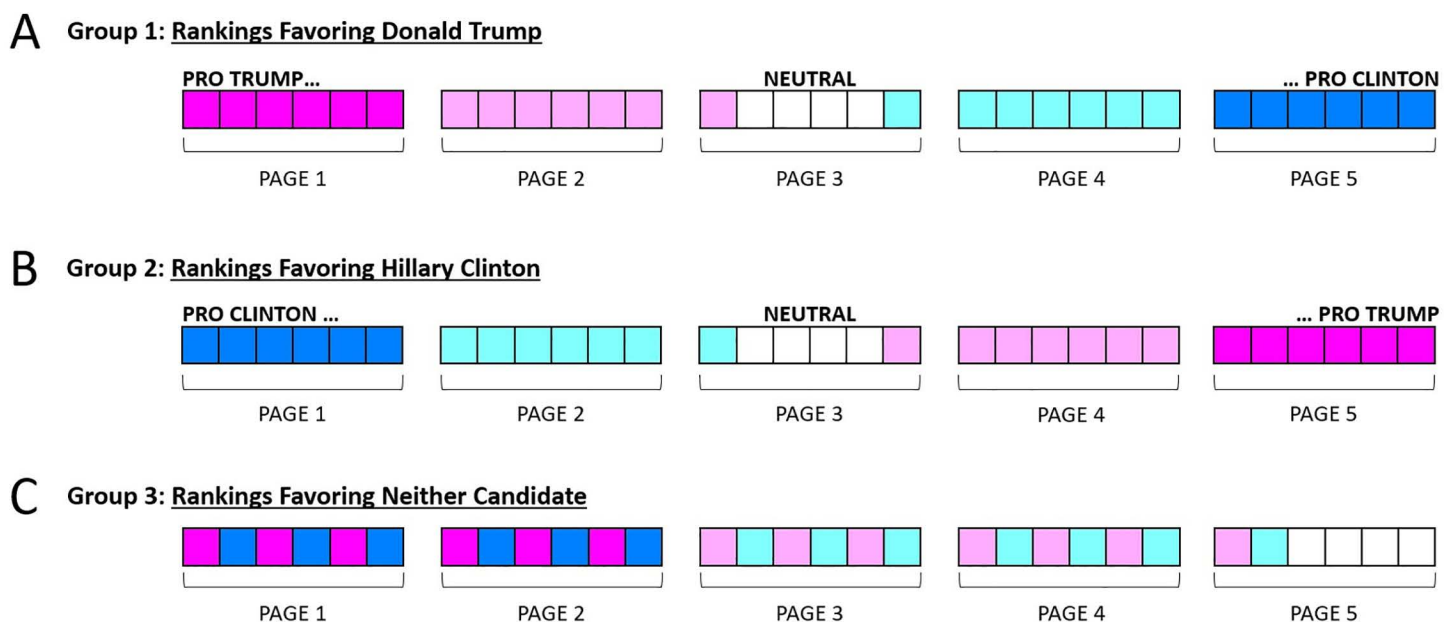 A Group 1: Rankings Favoring Donald Trump
PRO TRUMP... NEUTRAL ... PRO CLINTON
PAGE 1 PAGE 2 PAGE 3 PAGE 4 PAGE 5
B Group 2: Rankings Favoring Hillary Clinton
PRO CLINTON ... NEUTRAL ... PRO TRUMP
PAGE 1 PAGE 2 PAGE 3 PAGE 4 PAGE 5
C Group 3: Rankings Favoring Neither Candidate
PAGE 1 PAGE 2 PAGE 3 PAGE 4 PAGE 5